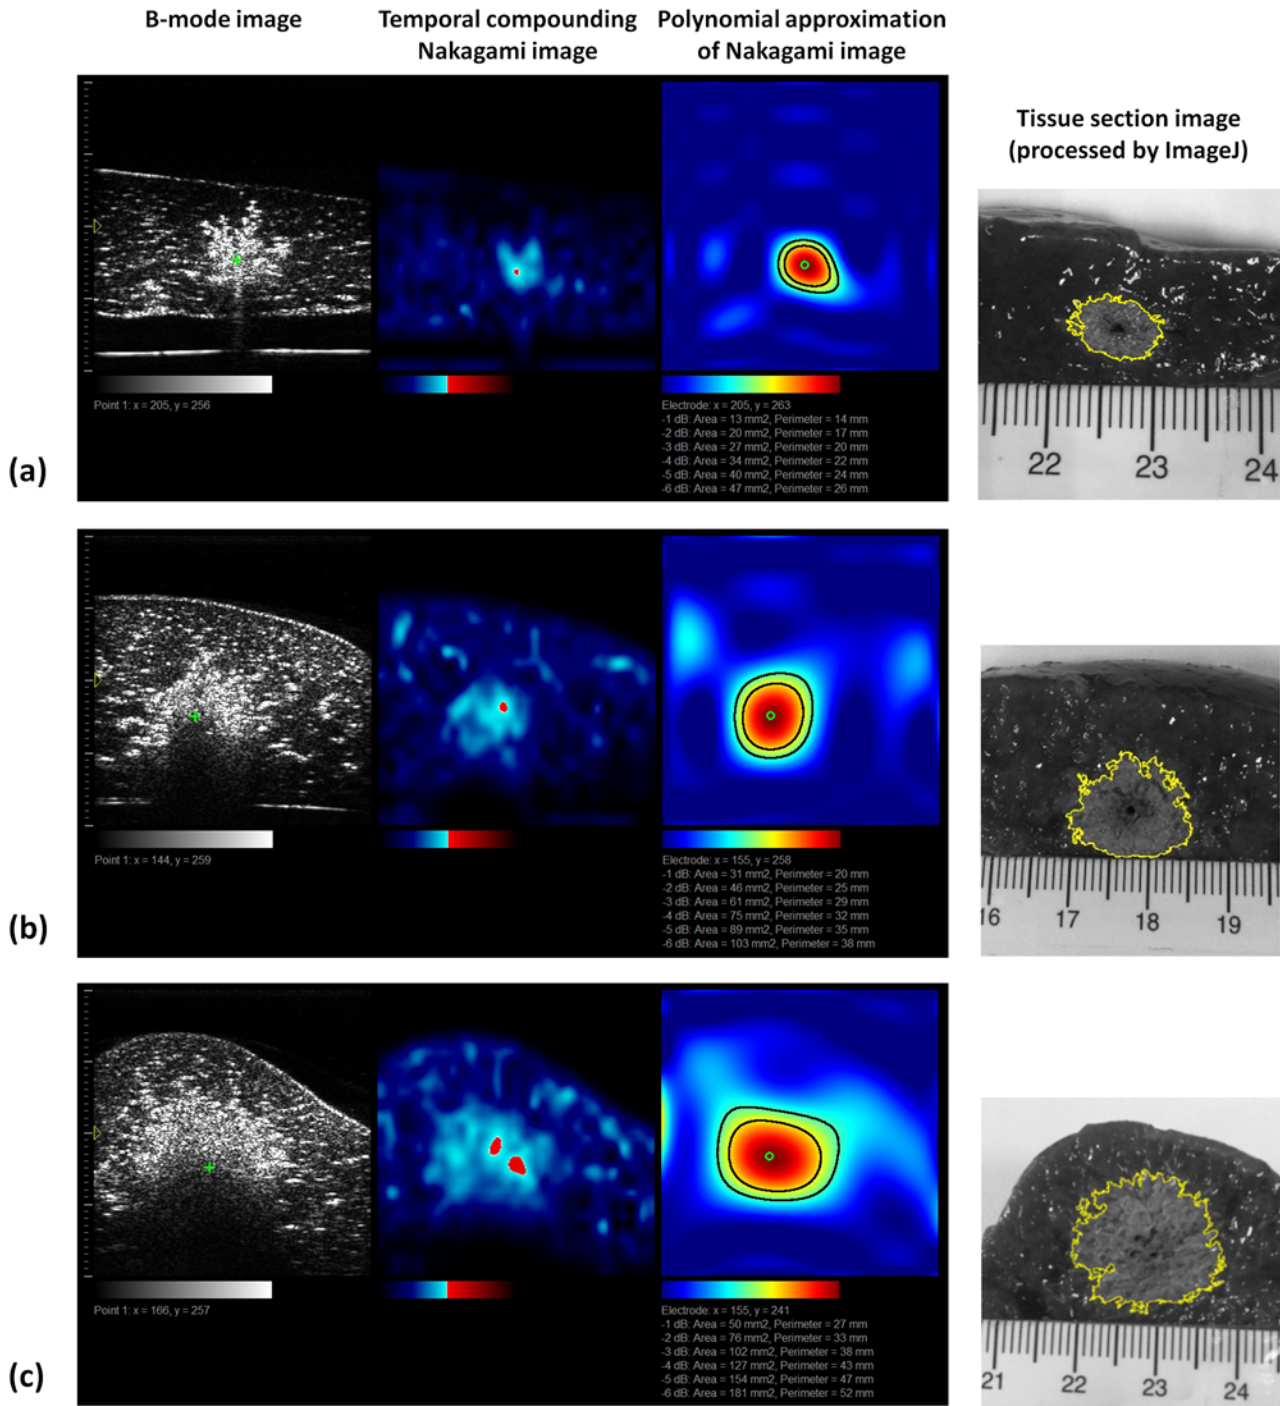 B-mode image
Temporal compounding
Nakagami image
Polynomial approximation
of Nakagami image
Tissue section image
(processed by ImageJ)
(a)
Point 1: x = 205, y = 256
Electrode: x = 205, y = 263
-1 dB: Area = 13 mm2, Perimeter = 14 mm
-2 dB: Area = 20 mm2, Perimeter = 17 mm
-3 dB: Area = 27 mm2, Perimeter = 20 mm
-4 dB: Area = 34 mm2, Perimeter = 22 mm
-5 dB: Area = 40 mm2, Perimeter = 24 mm
-6 dB: Area = 47 mm2, Perimeter = 26 mm
22 23 24
(b)
Point 1: x = 144, y = 259
Electrode: x = 155, y = 258
-1 dB: Area = 31 mm2, Perimeter = 20 mm
-2 dB: Area = 46 mm2, Perimeter = 25 mm
-3 dB: Area = 61 mm2, Perimeter = 29 mm
-4 dB: Area = 75 mm2, Perimeter = 32 mm
-5 dB: Area = 89 mm2, Perimeter = 35 mm
-6 dB: Area = 103 mm2, Perimeter = 38 mm
16 17 18 19
(c)
Point 1: x = 166, y = 257
Electrode: x = 155, y = 241
-1 dB: Area = 50 mm2, Perimeter = 27 mm
-2 dB: Area = 76 mm2, Perimeter = 33 mm
-3 dB: Area = 102 mm2, Perimeter = 38 mm
-4 dB: Area = 127 mm2, Perimeter = 43 mm
-5 dB: Area = 154 mm2, Perimeter = 47 mm
-6 dB: Area = 181 mm2, Perimeter = 52 mm
21 22 23 24